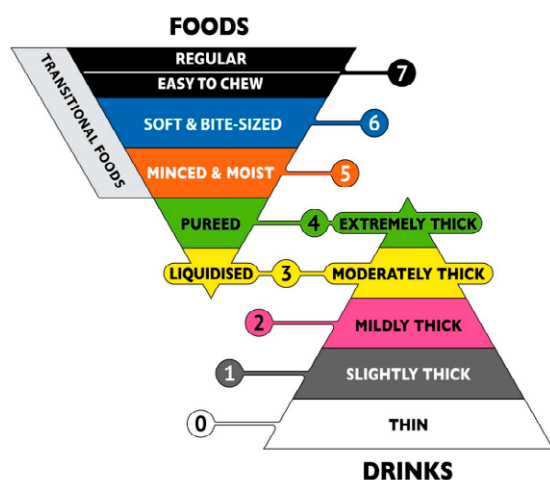 FOODS
REGULAR
7
EASY TO CHEW
TRANSITIONAL FOODS
SOFT & BITE-SIZED
6
MINCED & MOIST
5
PUREED
4
EXTREMELY THICK
LIQUIDISED
3
MODERATELY THICK
2
MILDLY THICK
1
SLIGHTLY THICK
0
THIN
DRINKS